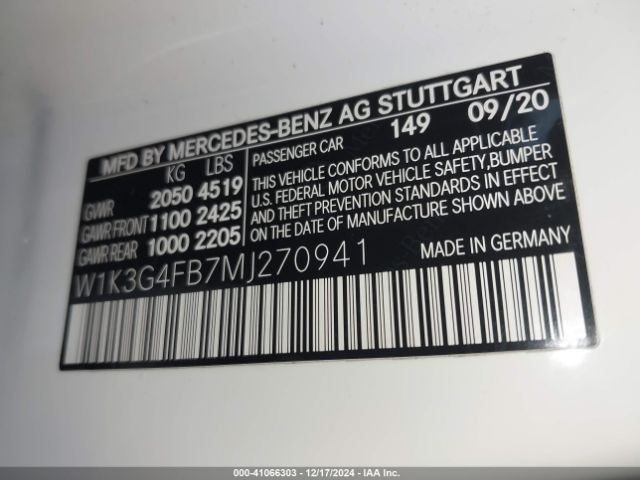 MFD BY MERCEDES-BENZ AG STUTTGART
KG LBS
GVWR 2050 4519
GAWR FRONT 1100 2425
GAWR REAR 1000 2205
PASSENGER CAR 149 09/20
THIS VEHICLE CONFORMS TO ALL APPLICABLE
U.S. FEDERAL MOTOR VEHICLE SAFETY, BUMPER
AND THEFT PREVENTION STANDARDS IN EFFECT
ON THE DATE OF MANUFACTURE SHOWN ABOVE
W1K3G4FB7MJ270941
MADE IN GERMANY
000-41066303 | 12/17/2024 - IAA, Inc. Copyright